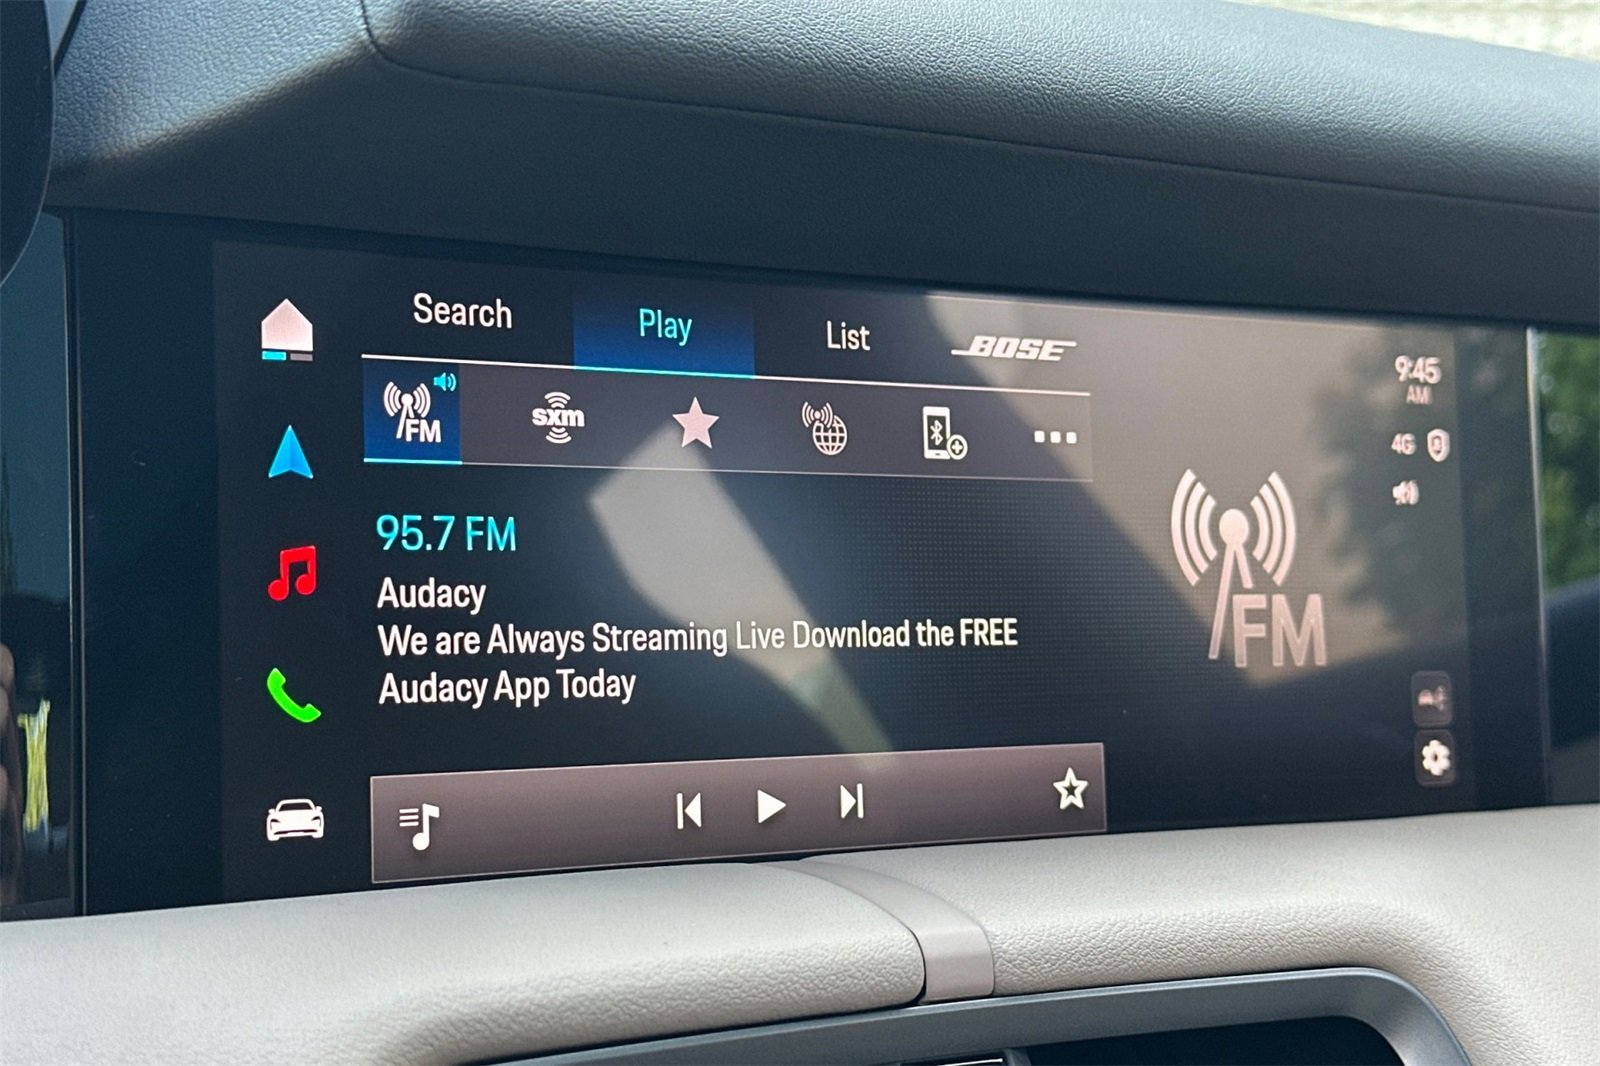 Search
Play
List
BOSE
9:45
AM
FM
sxm
4G
95.7 FM
Audacy
We are Always Streaming Live Download the FREE
Audacy App Today
FM